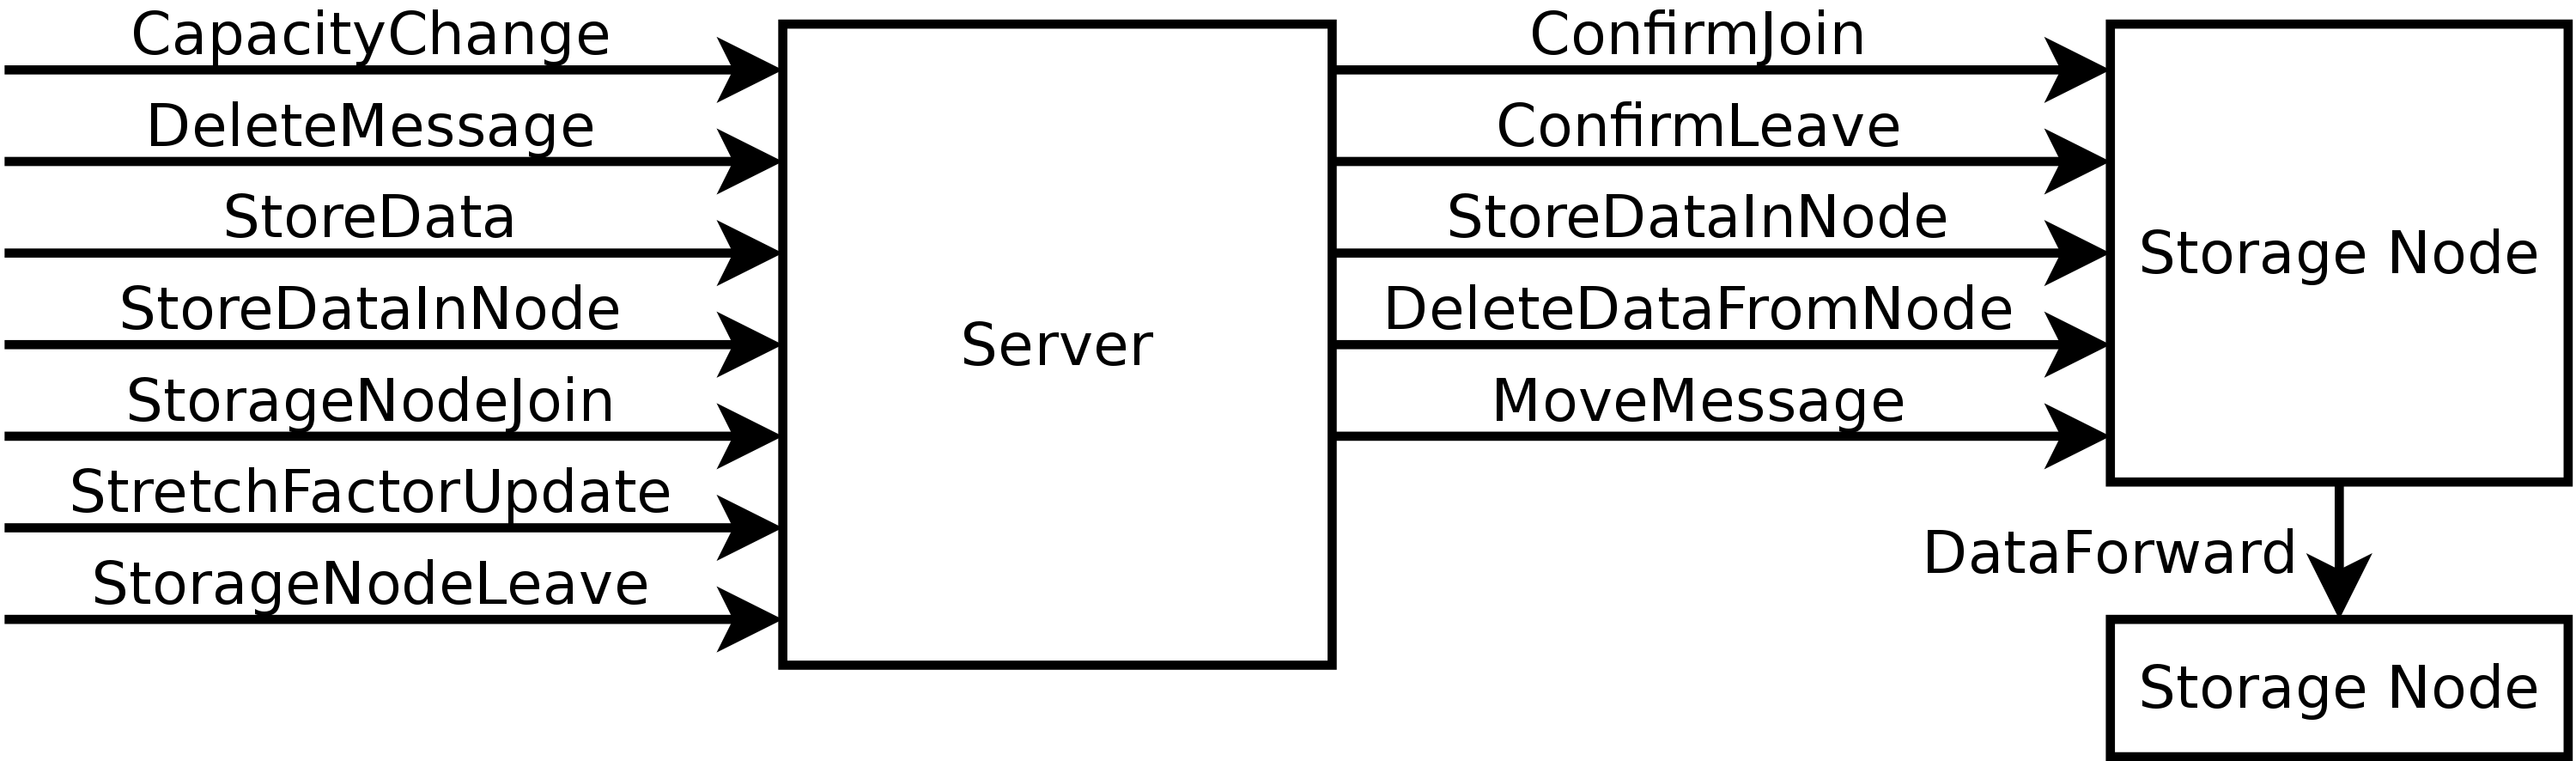 CapacityChange
DeleteMessage
StoreData
StoreDataInNode
StorageNodeJoin
StretchFactorUpdate
StorageNodeLeave
Server
ConfirmJoin
ConfirmLeave
StoreDataInNode
DeleteDataFromNode
MoveMessage
Storage Node
DataForward
Storage Node